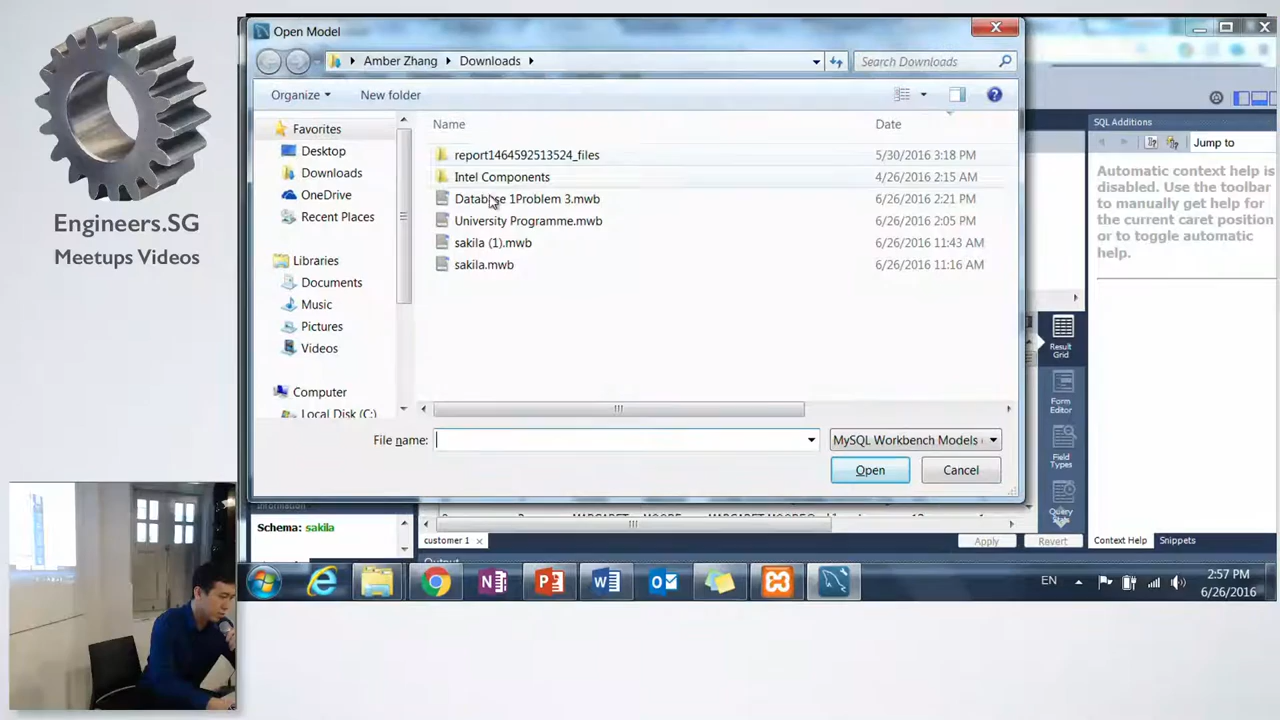 Open Model
Amber Zhang
Downloads
Search Downloads
Organize
New folder
Favorites
Desktop
Downloads
OneDrive
Recent Places
Libraries
Documents
Music
Pictures
Videos
Computer
Local Disk (C:)
Name
Date
report1464592513524_files
5/30/2016 3:18 PM
Intel Components
4/26/2016 2:15 AM
Database 1Problem 3.mwb
6/26/2016 2:21 PM
University Programme.mwb
6/26/2016 2:05 PM
sakila (1).mwb
6/26/2016 11:43 AM
sakila.mwb
6/26/2016 11:16 AM
File name:
MySQL Workbench Models
Open
Cancel
SQL Additions
Jump to
Automatic context help is
disabled. Use the toolbar
to manually get help for
the current caret position
or to toggle automatic
help.
Result
Grid
Form
Editor
Field
Types
Query
Stats
Information
Schema: sakila
customer 1
Apply
Revert
Context Help
Snippets
Output
EN
2:57 PM
6/26/2016
Engineers.SG
Meetups Videos